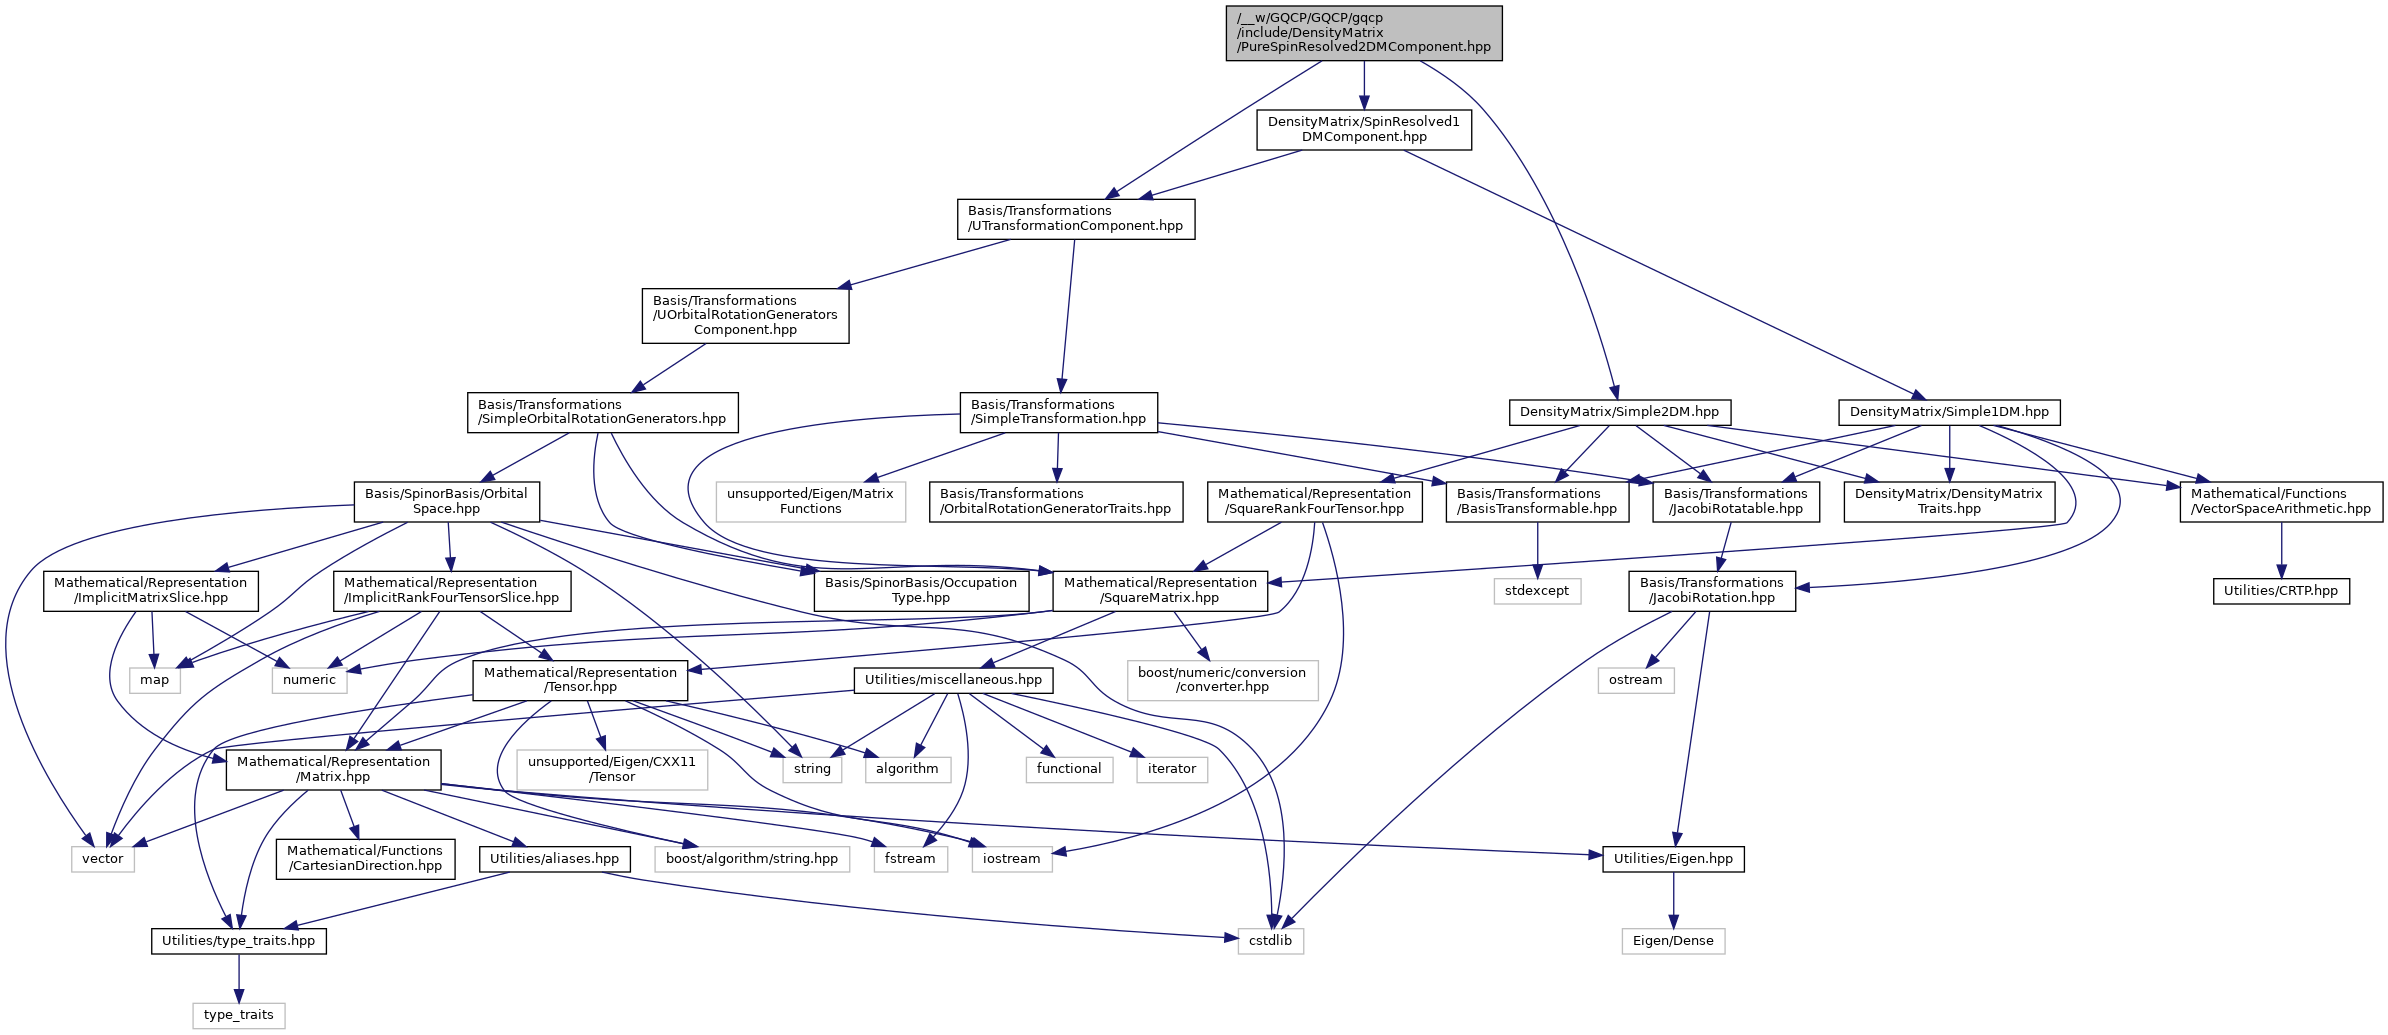 /__w/GQCP/GQCP/gqcp
/include/DensityMatrix
/PureSpinResolved2DMComponent.hpp
DensityMatrix/SpinResolved1
DMComponent.hpp
Basis/Transformations
/UTransformationComponent.hpp
Basis/Transformations
/UOrbitalRotationGenerators
Component.hpp
Basis/Transformations
/SimpleOrbitalRotationGenerators.hpp
Basis/Transformations
/SimpleTransformation.hpp
DensityMatrix/Simple2DM.hpp
DensityMatrix/Simple1DM.hpp
Basis/SpinorBasis/Orbital
Space.hpp
unsupported/Eigen/Matrix
Functions
Basis/Transformations
/OrbitalRotationGeneratorTraits.hpp
Mathematical/Representation
/SquareRankFourTensor.hpp
Basis/Transformations
/BasisTransformable.hpp
Basis/Transformations
/JacobiRotatable.hpp
DensityMatrix/DensityMatrix
Traits.hpp
Mathematical/Functions
/VectorSpaceArithmetic.hpp
Mathematical/Representation
/ImplicitMatrixSlice.hpp
Mathematical/Representation
/ImplicitRankFourTensorSlice.hpp
Basis/SpinorBasis/Occupation
Type.hpp
Mathematical/Representation
/SquareMatrix.hpp
stdexcept
Basis/Transformations
/JacobiRotation.hpp
Utilities/CRTP.hpp
map
numeric
Mathematical/Representation
/Tensor.hpp
Utilities/miscellaneous.hpp
boost/numeric/conversion
/converter.hpp
ostream
Mathematical/Representation
/Matrix.hpp
unsupported/Eigen/CXX11
/Tensor
string
algorithm
functional
iterator
vector
Mathematical/Functions
/CartesianDirection.hpp
Utilities/aliases.hpp
boost/algorithm/string.hpp
fstream
iostream
Utilities/Eigen.hpp
Utilities/type_traits.hpp
cstdlib
Eigen/Dense
type_traits